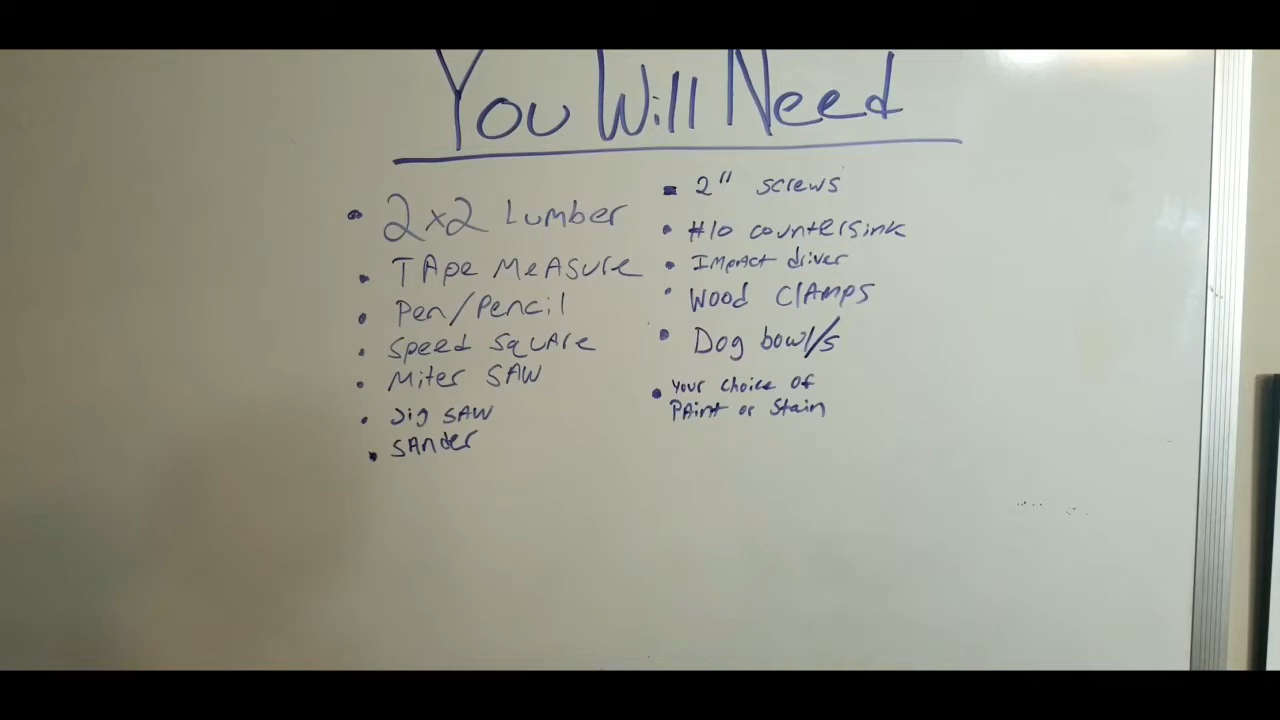 You Will Need
• 2x2 Lumber
• TApe MeASure
• Pen/Pencil
• Speed SquAre
• Miter SAW
• Jig SAW
• SAnder
• 2" screws
• #10 countersink
• IMpAct driver
• Wood ClAmps
• Dog bowl/s
• Your choice of
PAint or Stain